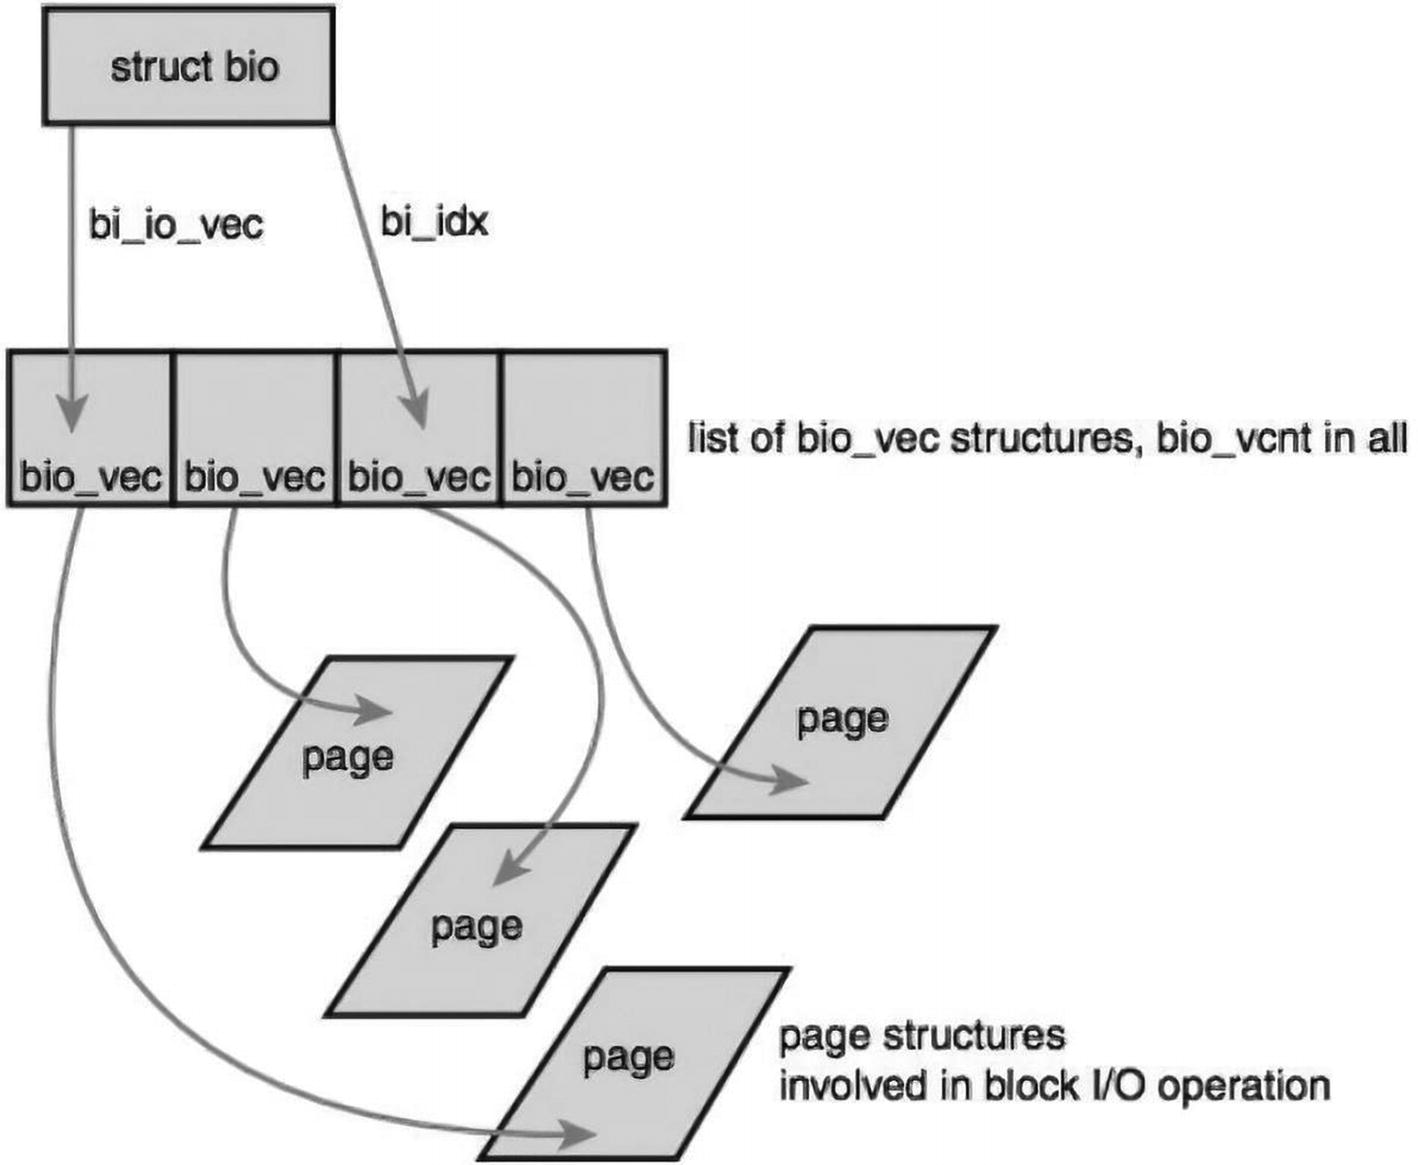 struct bio
bi_io_vec
bi_idx
bio_vec bio_vec bio_vec bio_vec
list of bio_vec structures, bio_vcnt in all
page
page
page
page
page structures
involved in block I/O operation